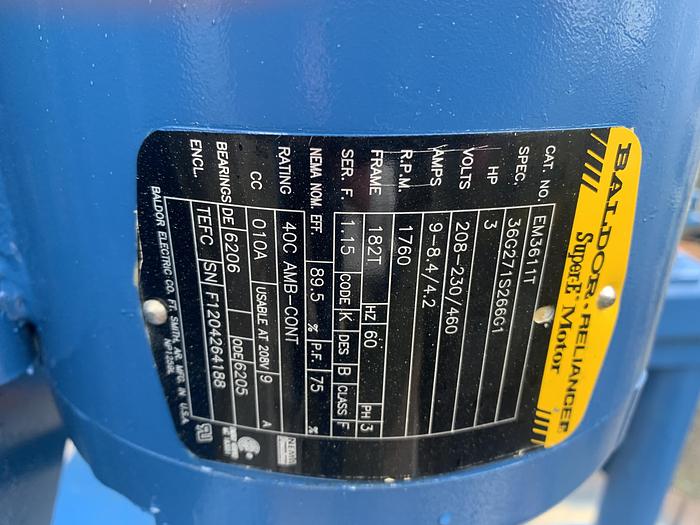 BALDOR • RELIANCER
Super-E Motor
CAT. NO. EM3611T
SPEC. 36G271S266G1
HP 3
VOLTS 208-230/460
AMPS 9-8.4/4.2
R.P.M. 1760
FRAME 182T HZ 60 PH 3
SER. F. 1.15 CODE K DES B CLASS F
NEMA NOM. EFF. 89.5 % P.F. 75 %
RATING 40C AMB-CONT
CC 010A USABLE AT 208V 9 A
BEARINGS DE 6206 ODE 6205
ENCL. TEFC SN F1204264188
BALDOR ELECTRIC CO. FT. SMITH, AR. MFG. IN U.S.A.